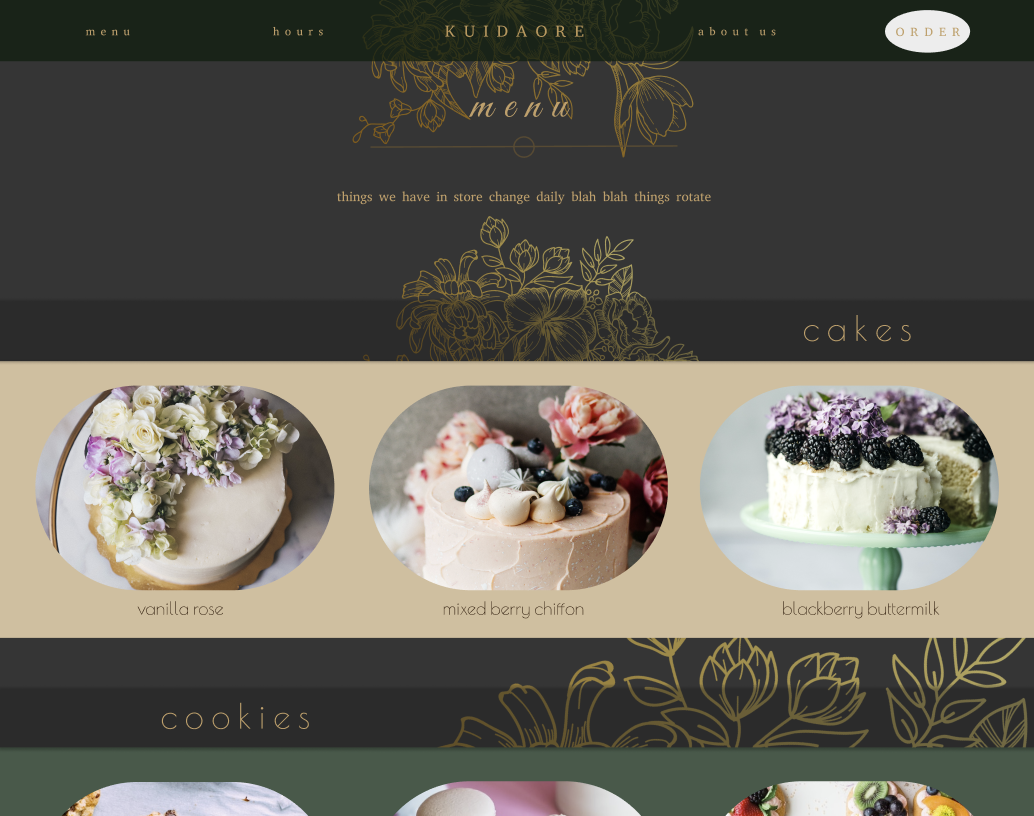 menu hours KUIDAORE about us ORDER
menu
things we have in store change daily blah blah things rotate
cakes
vanilla rose mixed berry chiffon blackberry buttermilk
cookies